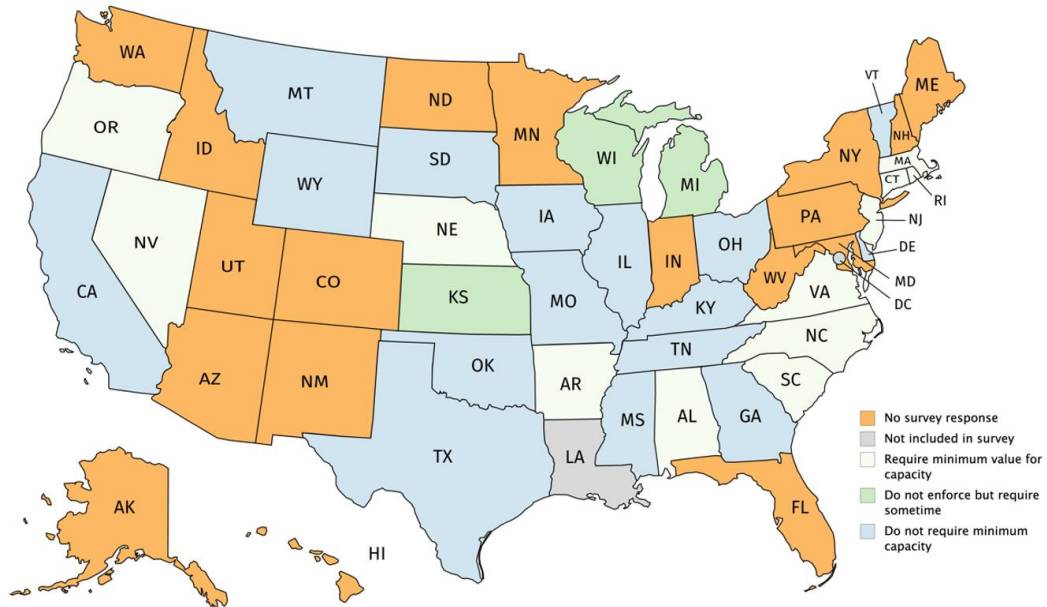 WA
OR
ID
MT
WY
NV
CA
UT
CO
AZ
NM
ND
SD
NE
KS
OK
TX
MN
IA
MO
AR
LA
WI
MI
IL
IN
OH
KY
TN
MS
AL
GA
FL
SC
NC
VA
WV
PA
NY
VT
NH
ME
MA
CT
RI
NJ
DE
MD
DC
AK
HI
No survey response
Not included in survey
Require minimum value for
capacity
Do not enforce but require
sometime
Do not require minimum
capacity